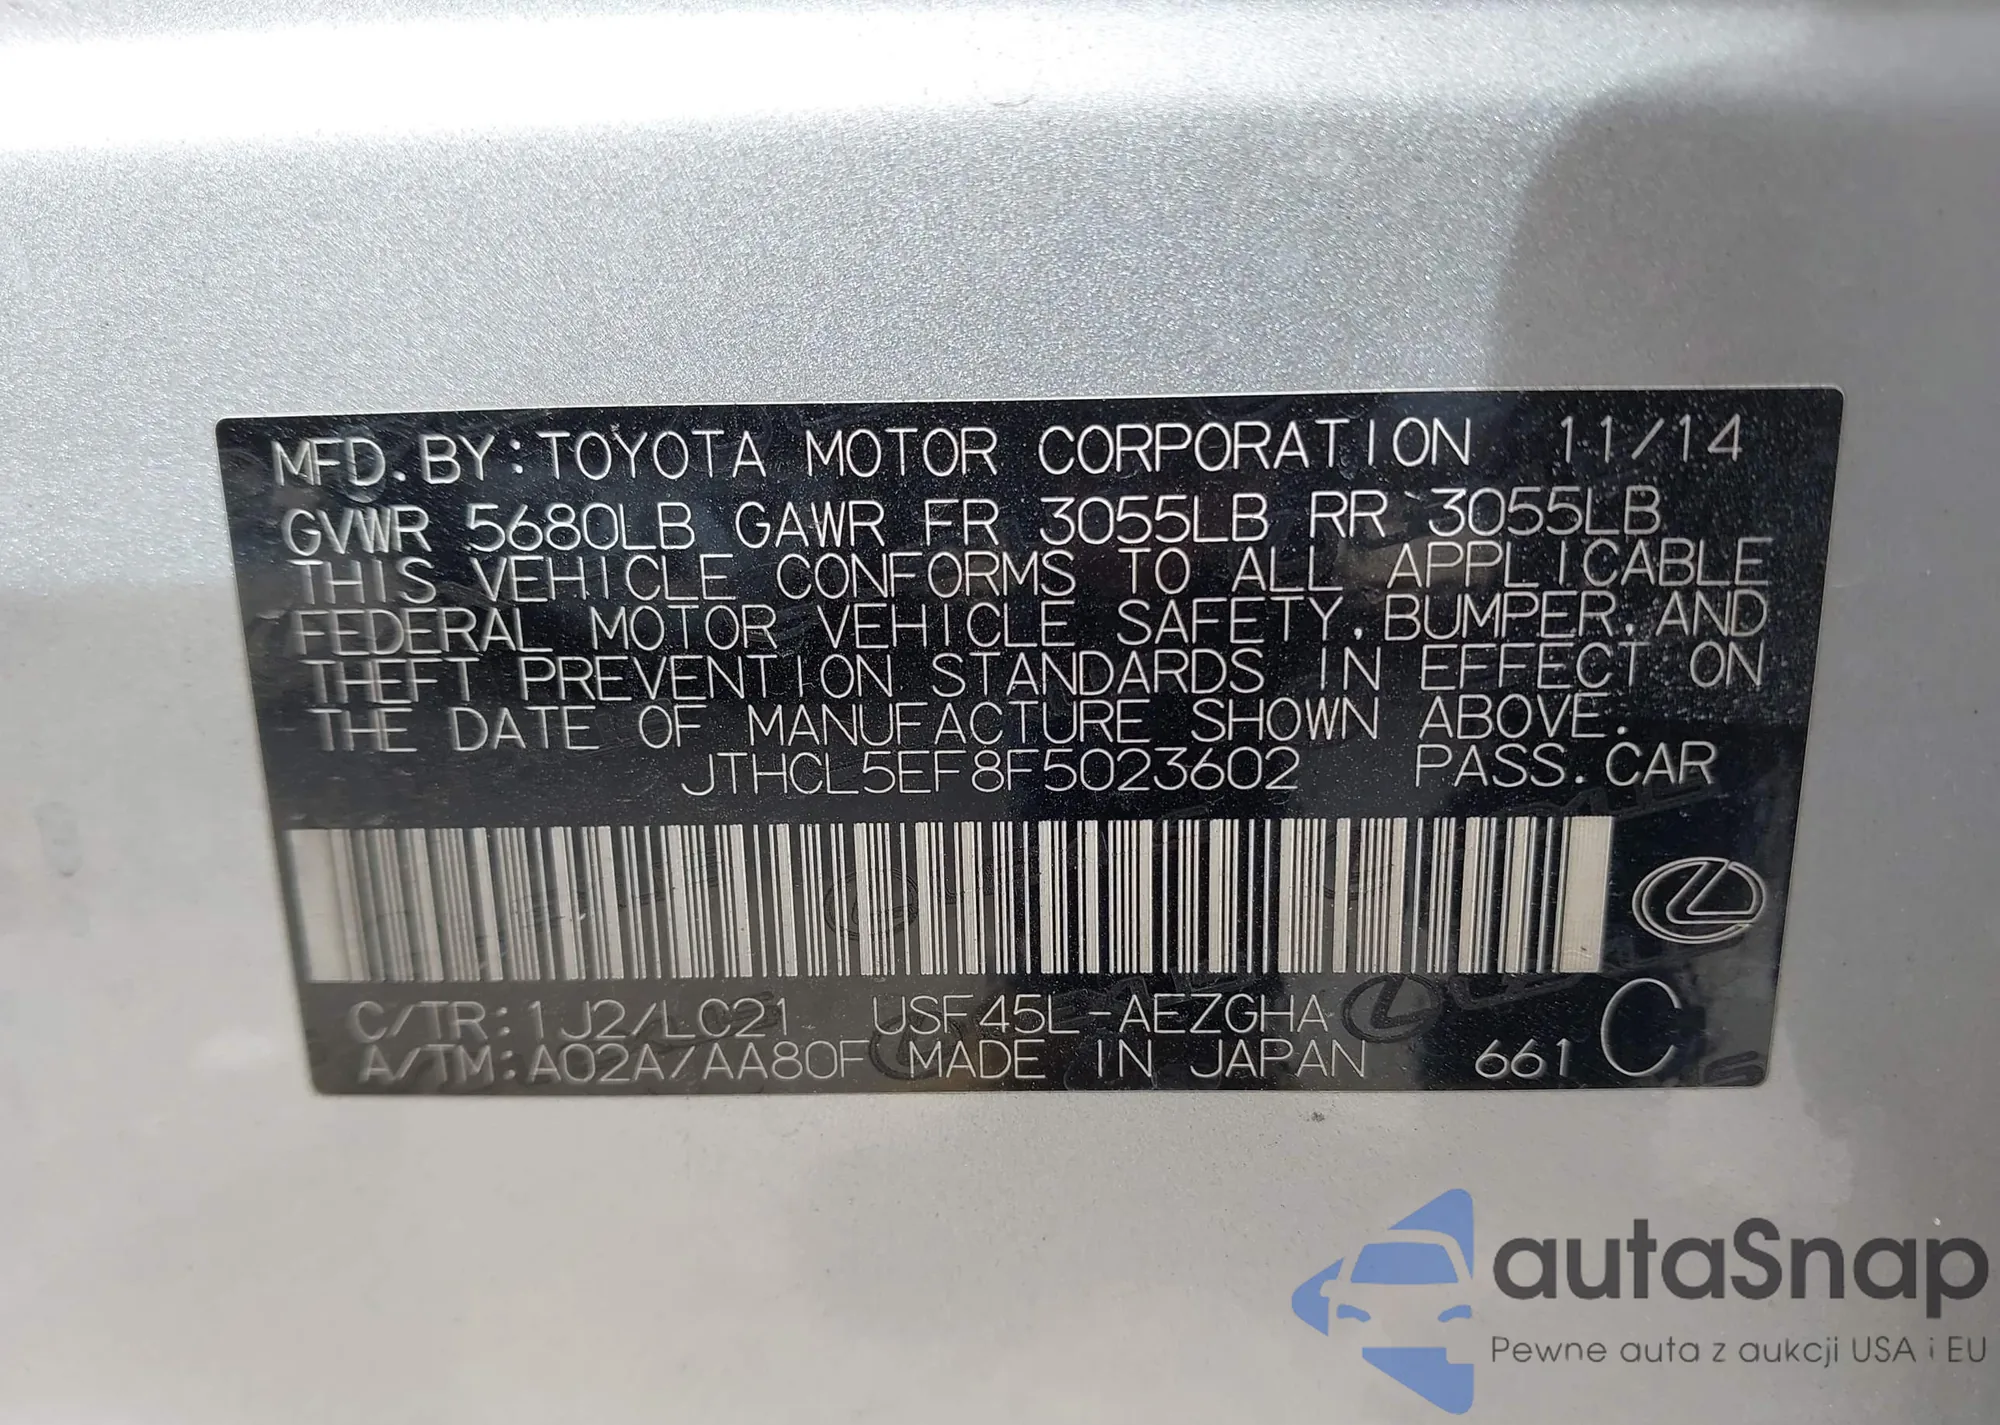 MFD. BY: TOYOTA MOTOR CORPORATION 11/14
GVWR 5680LB GAWR FR 3055LB RR 3055LB
THIS VEHICLE CONFORMS TO ALL APPLICABLE
FEDERAL MOTOR VEHICLE SAFETY, BUMPER, AND
THEFT PREVENTION STANDARDS IN EFFECT ON
THE DATE OF MANUFACTURE SHOWN ABOVE.
JTHCL5EF8F5023602 PASS. CAR
C/TR: 1J2/LC21 USF45L-AEZGHA
A/TM: A02A/AA80F MADE IN JAPAN 661 C
autaSnap
Pewne auta z aukcji USA i EU